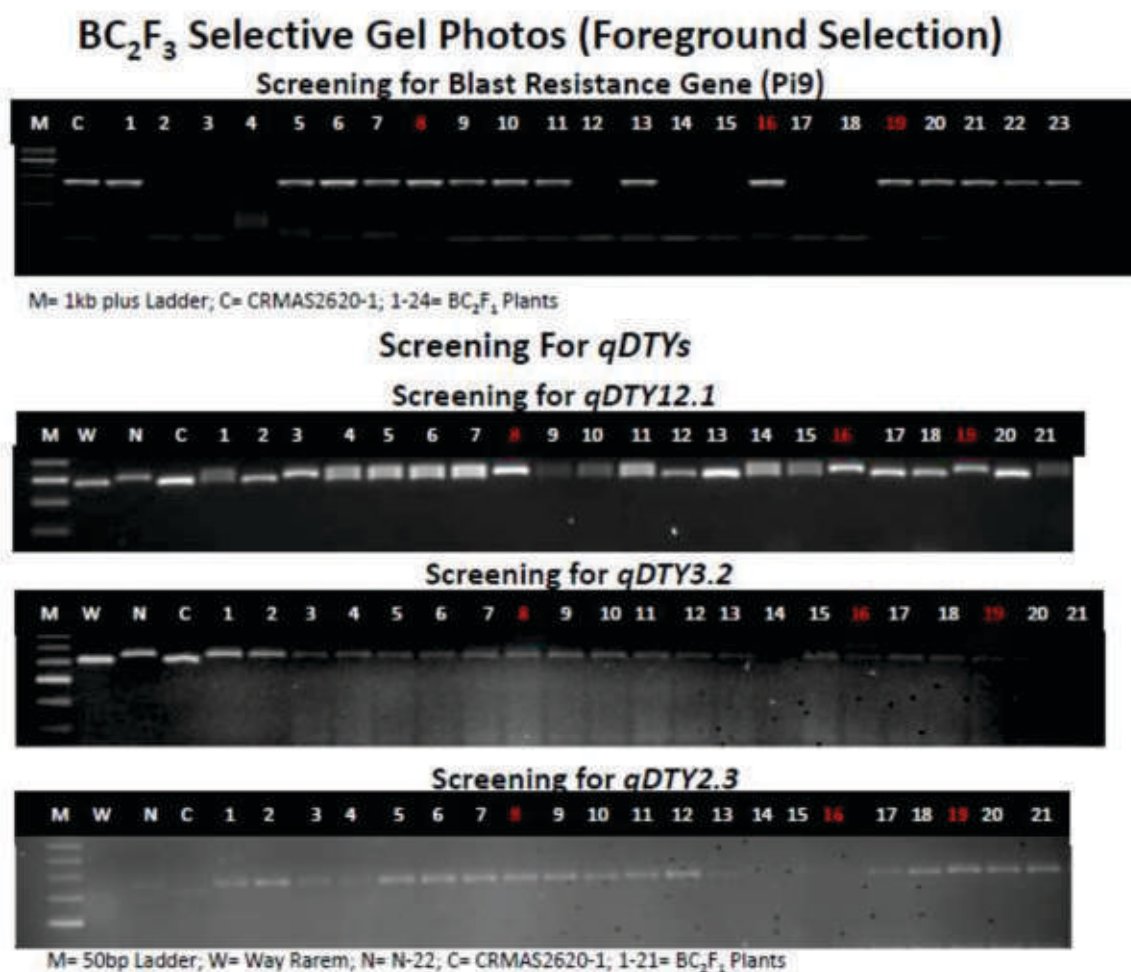 BC₂F₃ Selective Gel Photos (Foreground Selection)
Screening for Blast Resistance Gene (Pi9)
M C 1 2 3 4 5 6 7 8 9 10 11 12 13 14 15 16 17 18 19 20 21 22 23
M= 1kb plus Ladder; C= CRMAS2620-1; 1-24= BC₂F₁ Plants
Screening For qDTYs
Screening for qDTY12.1
M W N C 1 2 3 4 5 6 7 8 9 10 11 12 13 14 15 16 17 18 19 20 21
Screening for qDTY3.2
M W N C 1 2 3 4 5 6 7 8 9 10 11 12 13 14 15 16 17 18 19 20 21
Screening for qDTY2.3
M W N C 1 2 3 4 5 6 7 8 9 10 11 12 13 14 15 16 17 18 19 20 21
M= 50bp Ladder; W= Way Rarem; N= N-22; C= CRMAS2620-1; 1-21= BC₂F₁ Plants